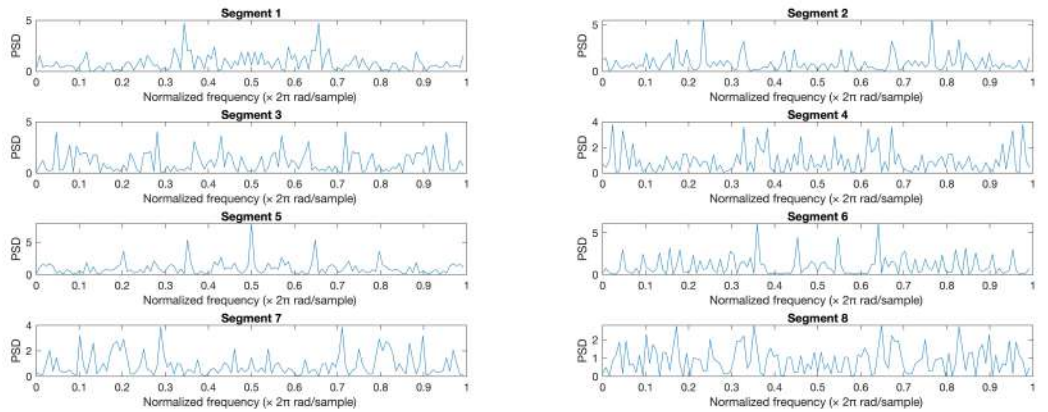 Segment 1
5
PSD
0
0 0.1 0.2 0.3 0.4 0.5 0.6 0.7 0.8 0.9 1
Normalized frequency (× 2π rad/sample)
Segment 2
5
PSD
0
0 0.1 0.2 0.3 0.4 0.5 0.6 0.7 0.8 0.9 1
Normalized frequency (× 2π rad/sample)
Segment 3
5
PSD
0
0 0.1 0.2 0.3 0.4 0.5 0.6 0.7 0.8 0.9 1
Normalized frequency (× 2π rad/sample)
Segment 4
4
2
PSD
0
0 0.1 0.2 0.3 0.4 0.5 0.6 0.7 0.8 0.9 1
Normalized frequency (× 2π rad/sample)
Segment 5
5
PSD
0
0 0.1 0.2 0.3 0.4 0.5 0.6 0.7 0.8 0.9 1
Normalized frequency (× 2π rad/sample)
Segment 6
5
PSD
0
0 0.1 0.2 0.3 0.4 0.5 0.6 0.7 0.8 0.9 1
Normalized frequency (× 2π rad/sample)
Segment 7
4
2
PSD
0
0 0.1 0.2 0.3 0.4 0.5 0.6 0.7 0.8 0.9 1
Normalized frequency (× 2π rad/sample)
Segment 8
2
1
PSD
0
0 0.1 0.2 0.3 0.4 0.5 0.6 0.7 0.8 0.9 1
Normalized frequency (× 2π rad/sample)